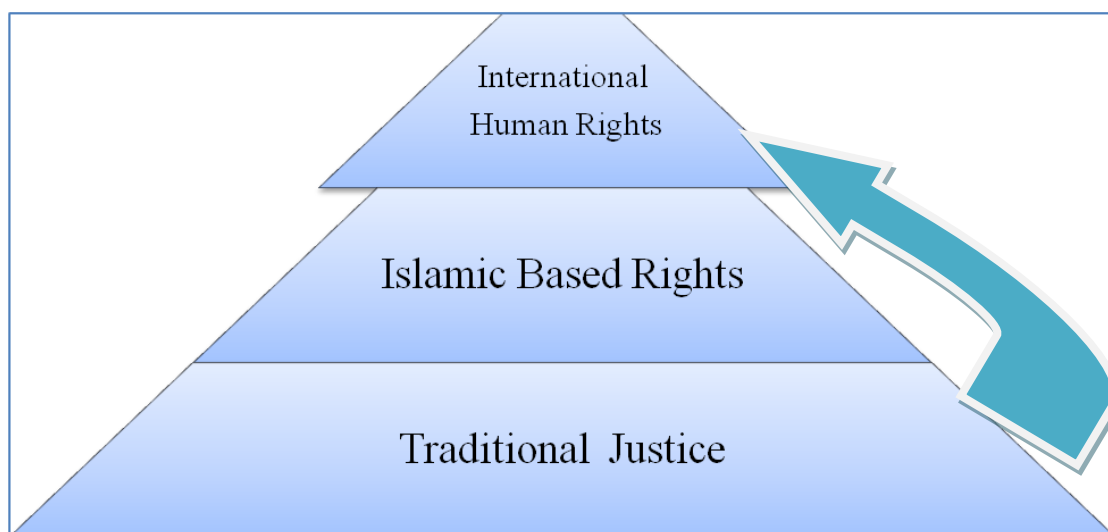 International
Human Rights
Islamic Based Rights
Traditional Justice